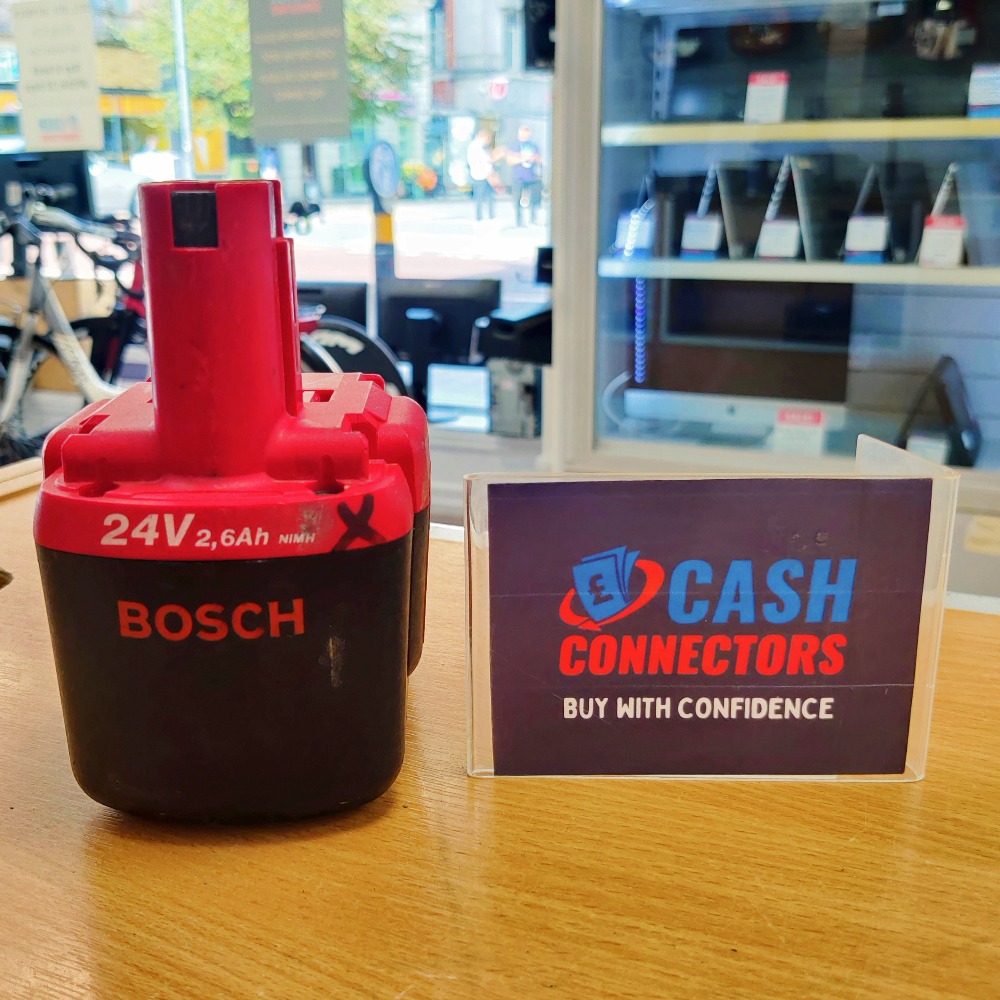 24V 2,6Ah NIMH X
BOSCH
£ CASH
CONNECTORS
BUY WITH CONFIDENCE